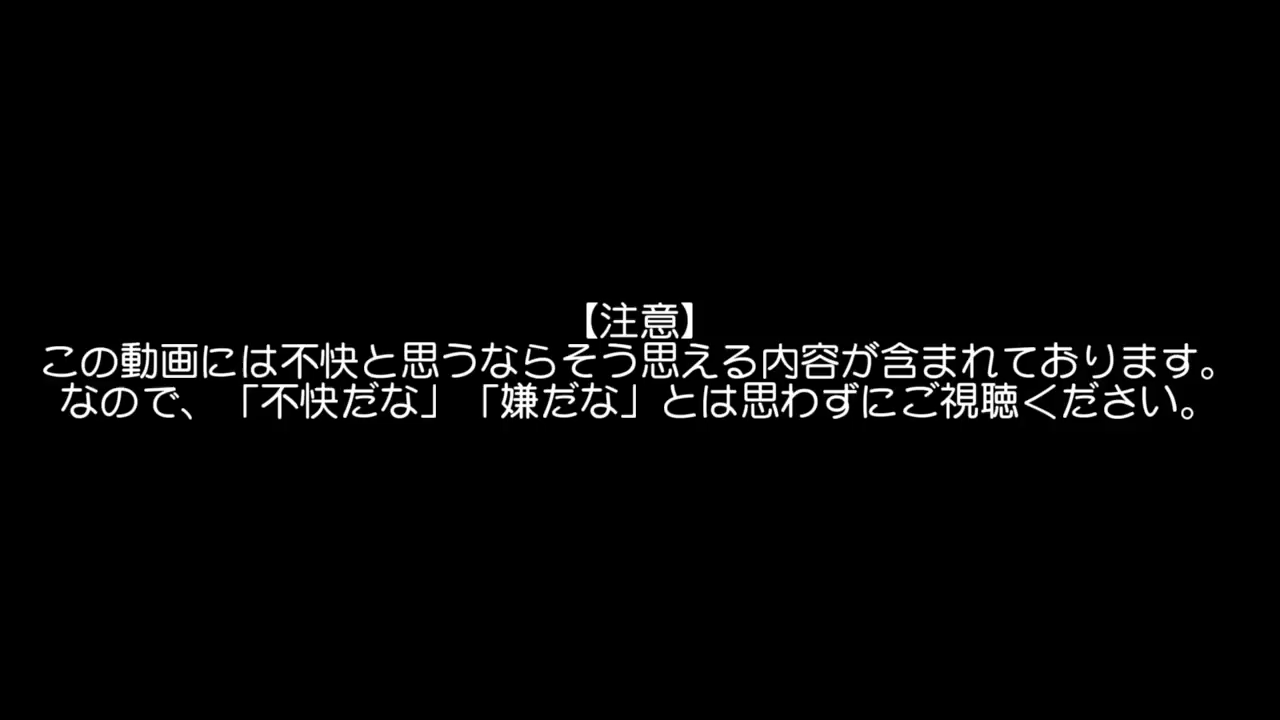 【注意】
この動画には不快と思うならそう思える内容が含まれております。
なので、「不快だな」「嫌だな」とは思わずにご視聴ください。